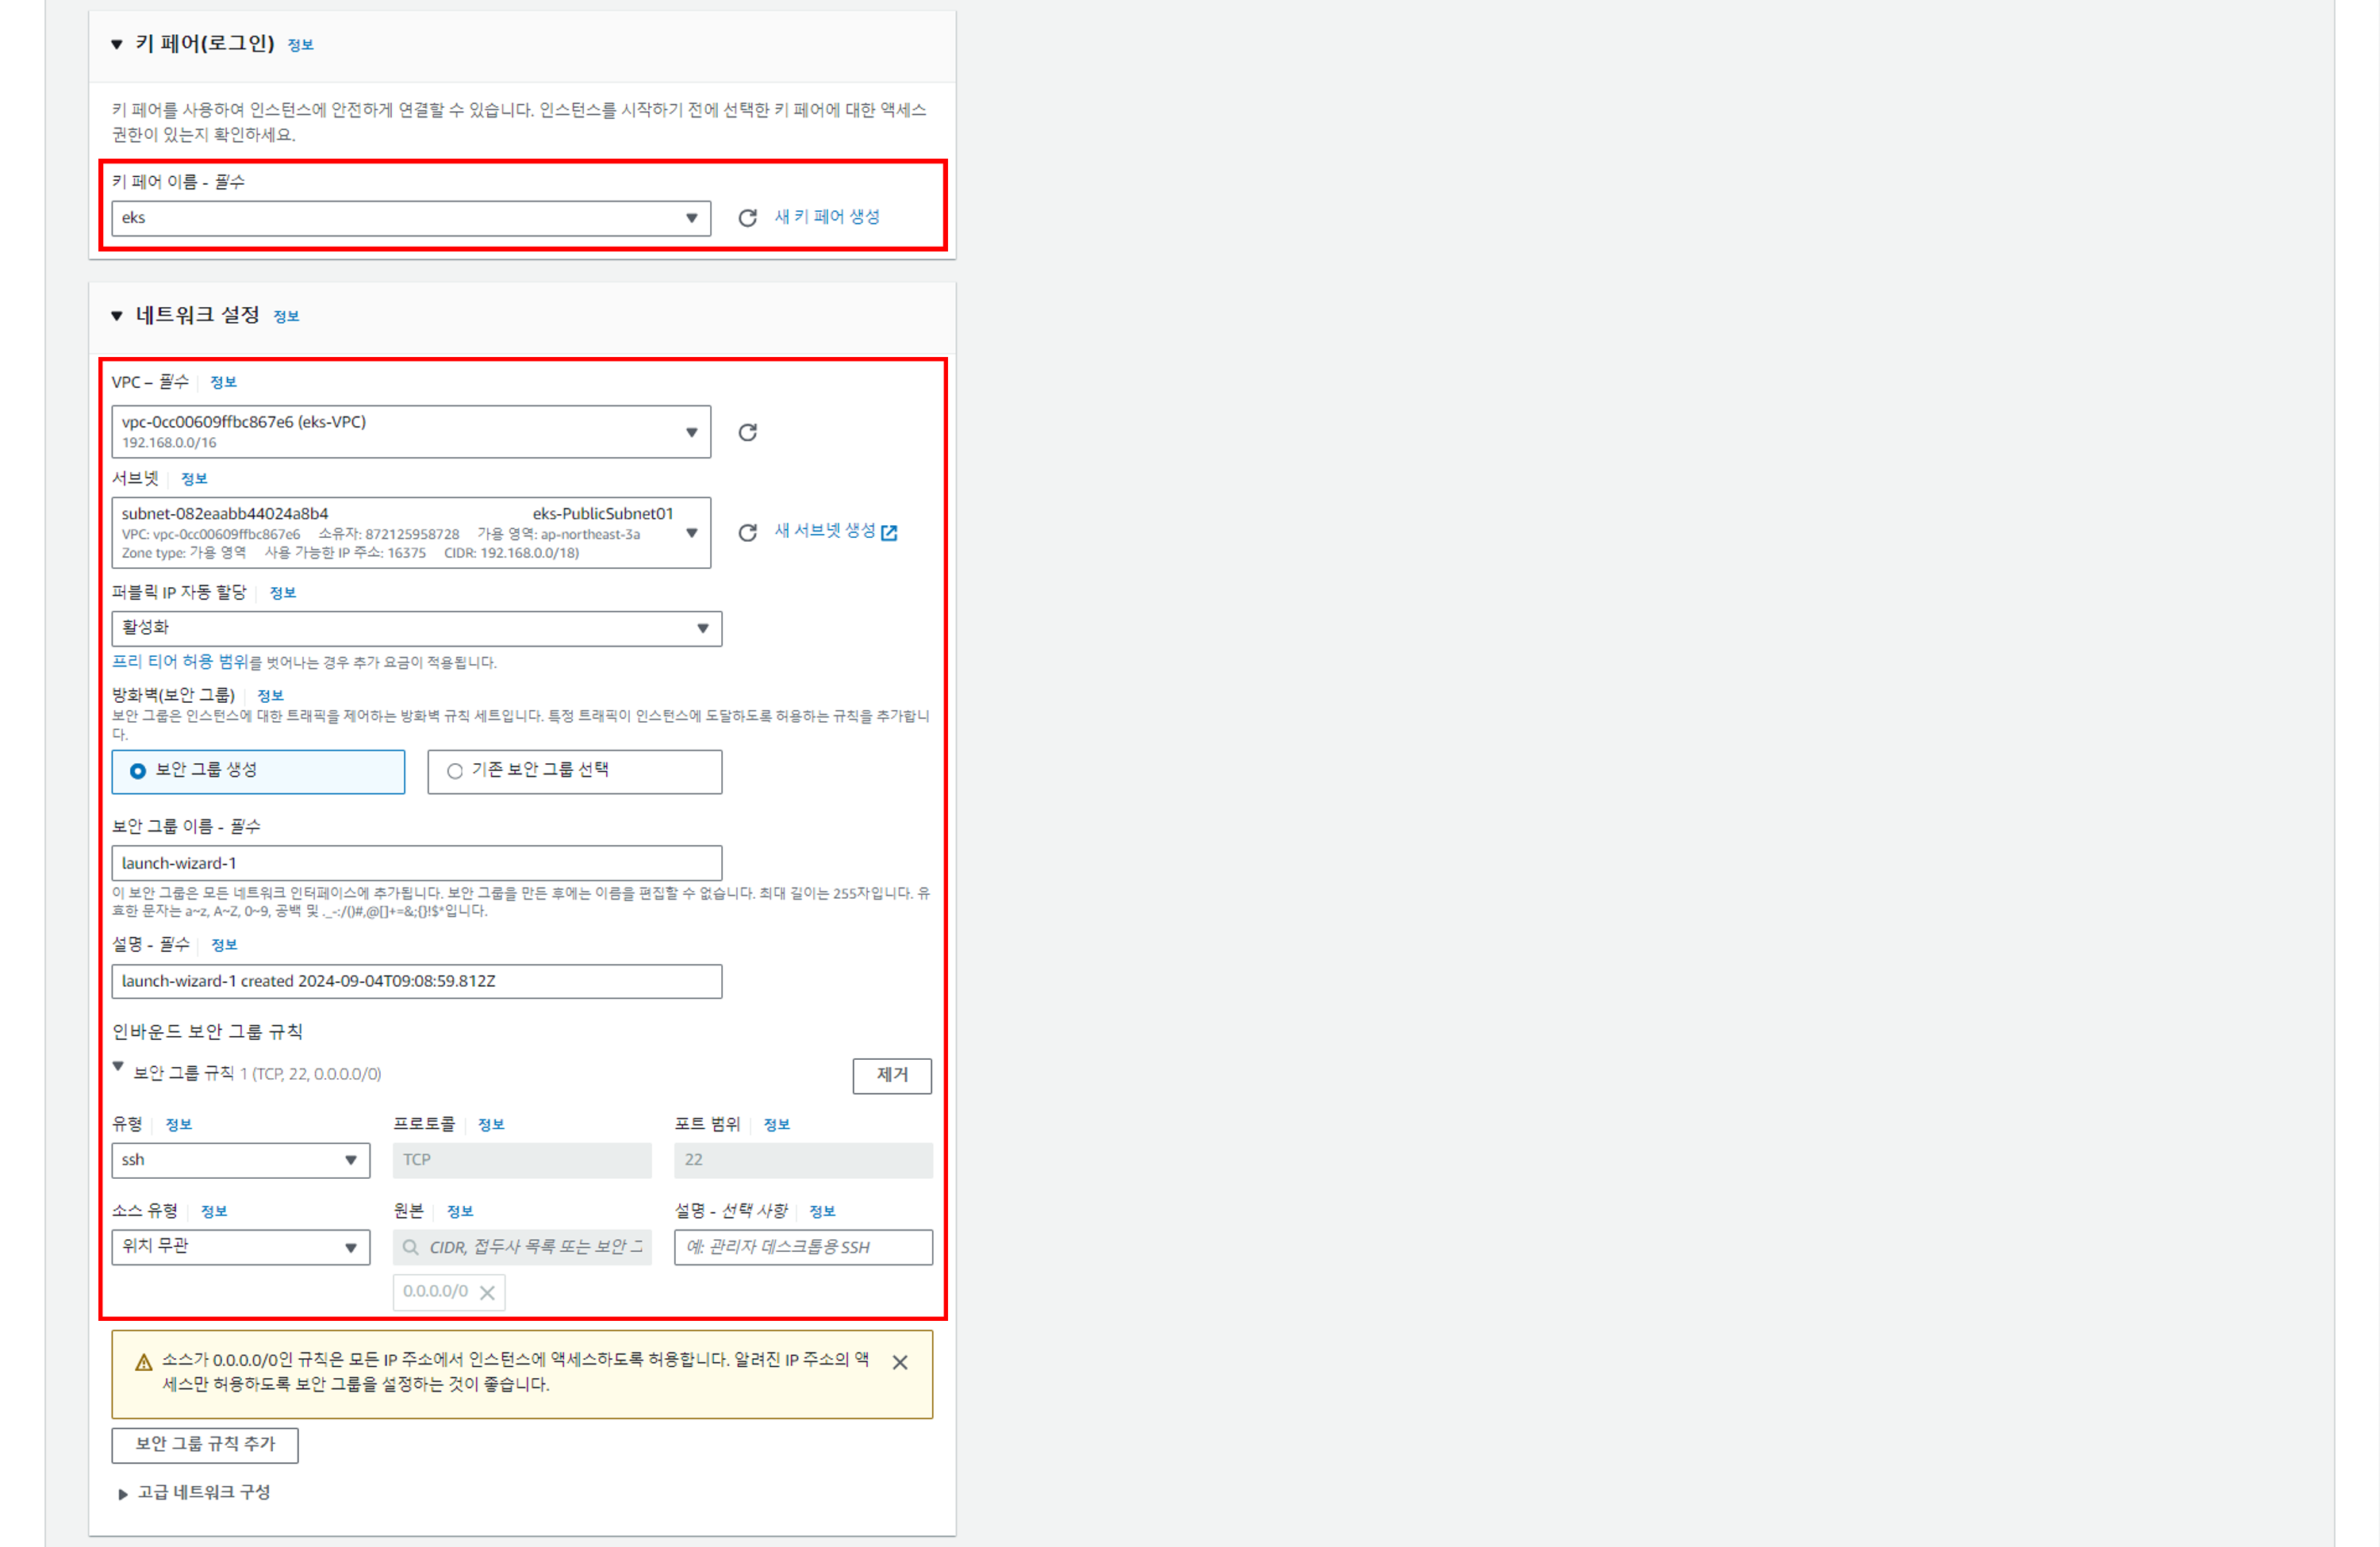 키 페어(로그인) 정보
키 페어를 사용하여 인스턴스에 안전하게 연결할 수 있습니다. 인스턴스를 시작하기 전에 선택한 키 페어에 대한 액세스
권한이 있는지 확인하세요.
키 페어 이름 - 필수
eks
새 키 페어 생성
네트워크 설정 정보
VPC – 필수 정보
vpc-0cc00609ffbc867e6 (eks-VPC)
192.168.0.0/16
서브넷 정보
subnet-082eaabb44024a8b4 eks-PublicSubnet01
VPC: vpc-0cc00609ffbc867e6 소유자: 872125958728 가용 영역: ap-northeast-3a
Zone type: 가용 영역 사용 가능한 IP 주소: 16375 CIDR: 192.168.0.0/18)
새 서브넷 생성
퍼블릭 IP 자동 할당 정보
활성화
프리 티어 허용 범위를 벗어나는 경우 추가 요금이 적용됩니다.
방화벽(보안 그룹) 정보
보안 그룹은 인스턴스에 대한 트래픽을 제어하는 방화벽 규칙 세트입니다. 특정 트래픽이 인스턴스에 도달하도록 허용하는 규칙을 추가합니
다.
보안 그룹 생성 기존 보안 그룹 선택
보안 그룹 이름 - 필수
launch-wizard-1
이 보안 그룹은 모든 네트워크 인터페이스에 추가됩니다. 보안 그룹을 만든 후에는 이름을 편집할 수 없습니다. 최대 길이는 255자입니다. 유
효한 문자는 a~z, A~Z, 0~9, 공백 및 ._-:/()#,@[]+=&;{}!$*입니다.
설명 - 필수 정보
launch-wizard-1 created 2024-09-04T09:08:59.812Z
인바운드 보안 그룹 규칙
보안 그룹 규칙 1 (TCP, 22, 0.0.0.0/0) 제거
유형 정보 프로토콜 정보 포트 범위 정보
ssh TCP 22
소스 유형 정보 원본 정보 설명 - 선택 사항 정보
위치 무관 CIDR, 접두사 목록 또는 보안 그 예: 관리자 데스크톱용 SSH
0.0.0.0/0
소스가 0.0.0.0/0인 규칙은 모든 IP 주소에서 인스턴스에 액세스하도록 허용합니다. 알려진 IP 주소의 액
세스만 허용하도록 보안 그룹을 설정하는 것이 좋습니다.
보안 그룹 규칙 추가
고급 네트워크 구성